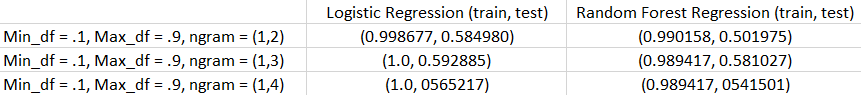 Logistic Regression (train, test) Random Forest Regression (train, test)
Min_df = .1, Max_df = .9, ngram = (1,2) (0.998677, 0.584980) (0.990158, 0.501975)
Min_df = .1, Max_df = .9, ngram = (1,3) (1.0, 0.592885) (0.989417, 0.581027)
Min_df = .1, Max_df = .9, ngram = (1,4) (1.0, 0565217) (0.989417, 0541501)